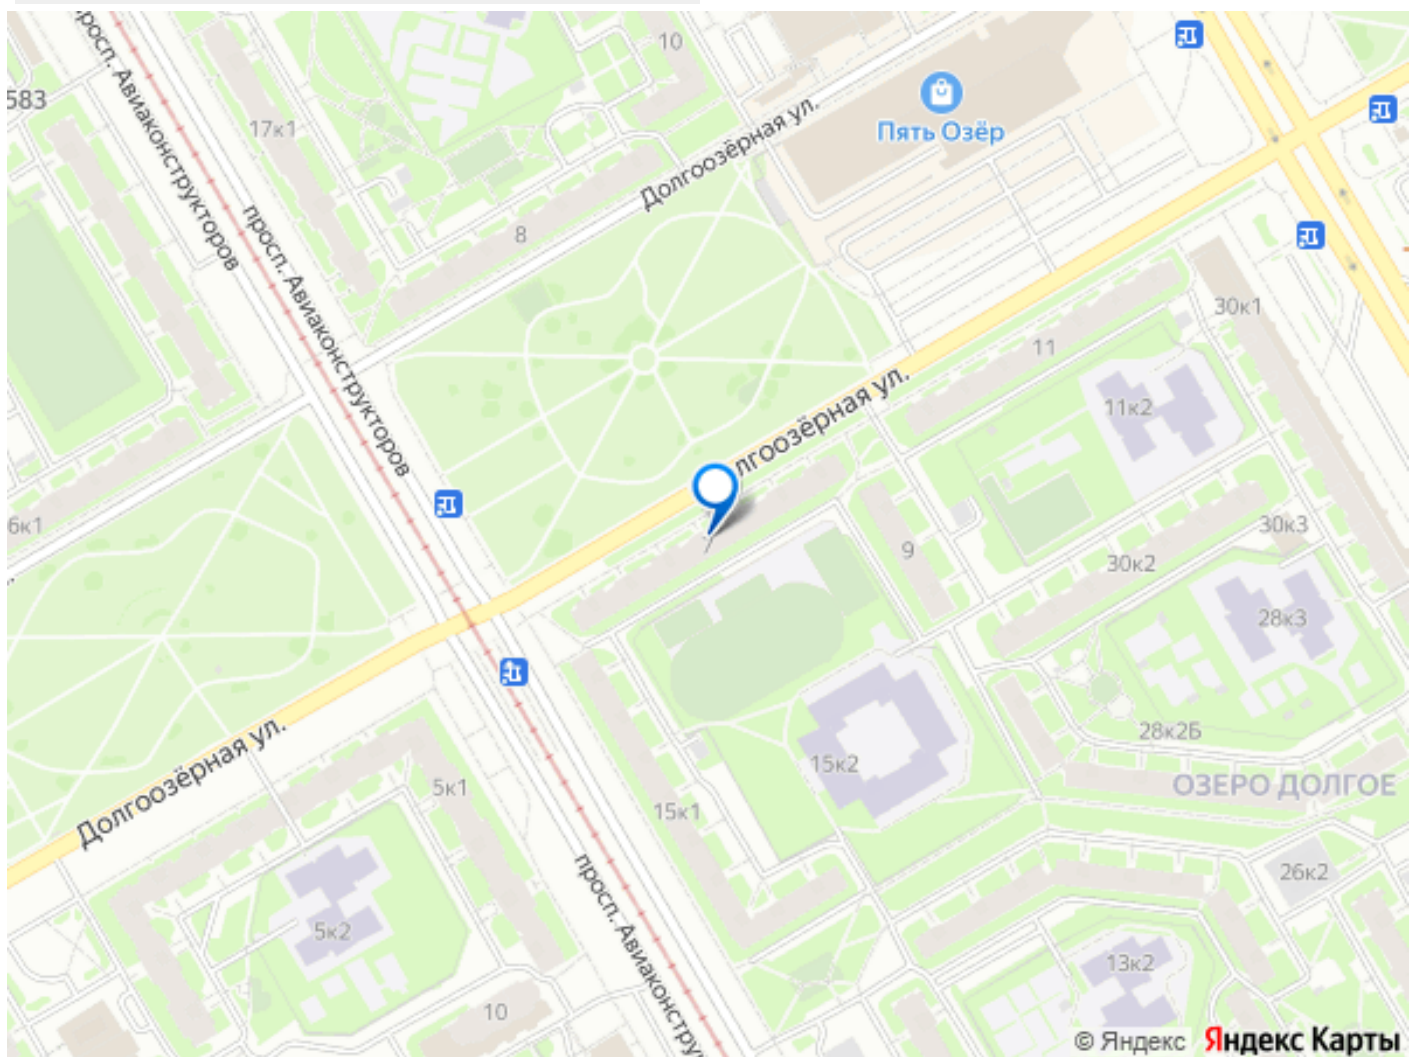 10
просп. Авиаконструкторов
583
17к1
Долгоозёрная ул.
Пять Озёр
просп. Авиаконструкторов
8
30к1
11
Долгоозёрная ул.
11к2
6к1
7
9
30к3
30к2
28к3
Долгоозёрная ул.
28к2Б
15к2
ОЗЕРО ДОЛГОЕ
5к1
15к1
просп. Авиаконстру
26к2
5к2
13к2
10
© Яндекс Яндекс Карты